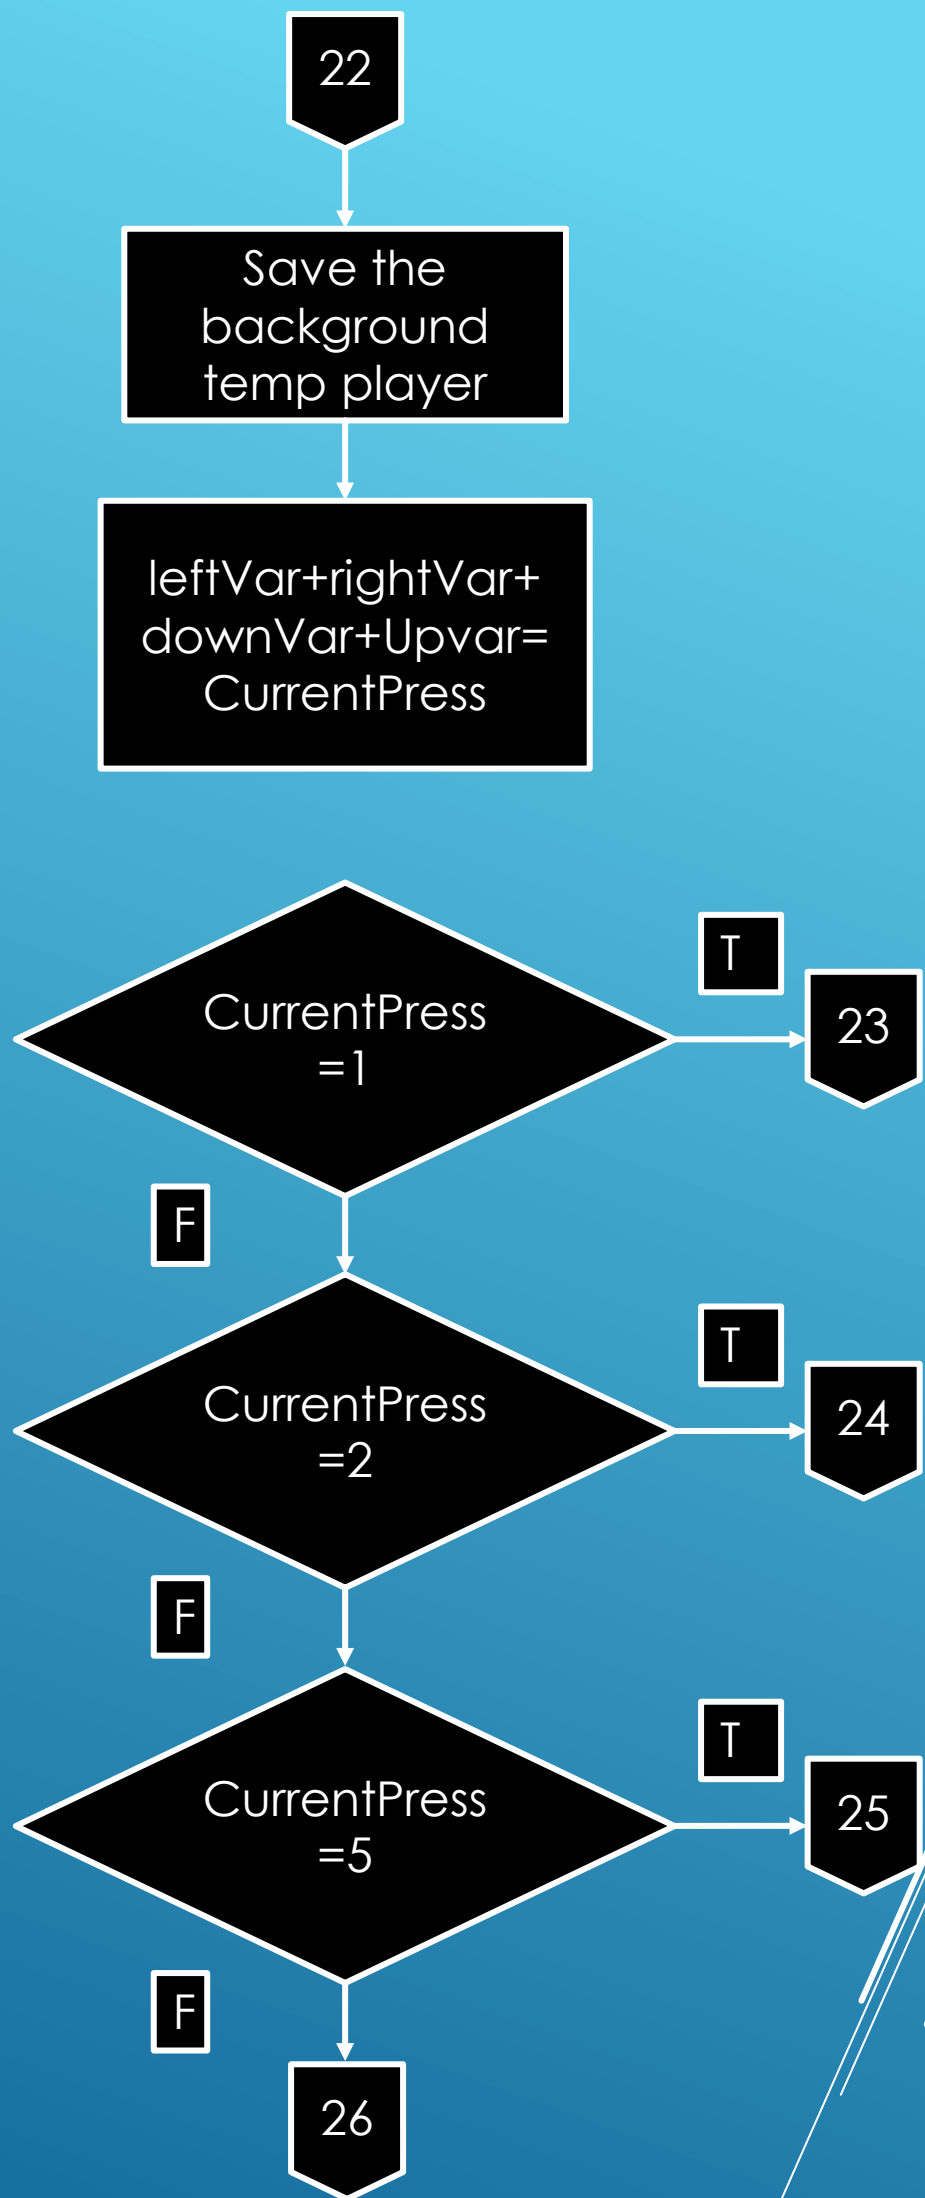 22
Save the
background
temp player
leftVar+rightVar+
downVar+Upvar=
CurrentPress
CurrentPress
=1
T
23
F
CurrentPress
=2
T
24
F
CurrentPress
=5
T
25
F
26